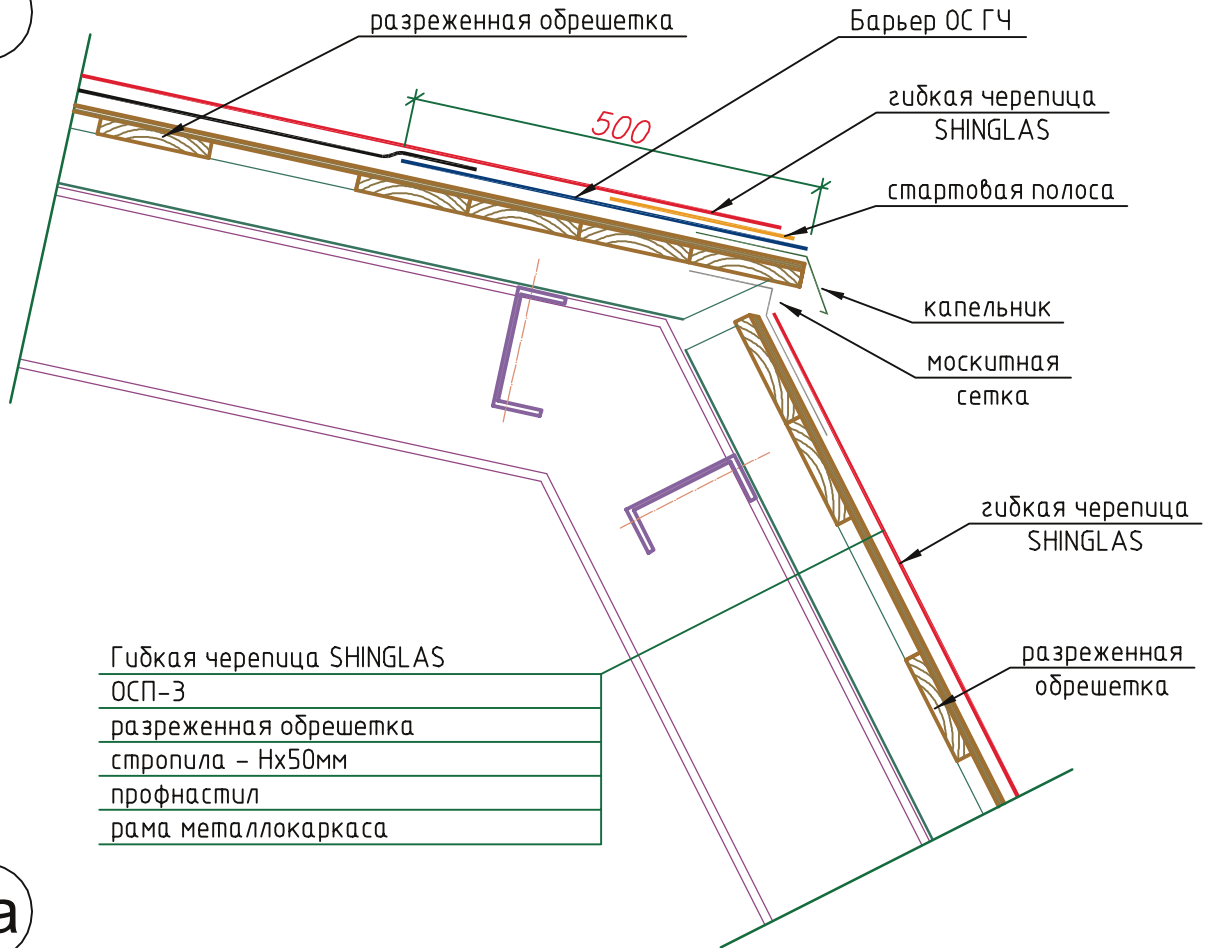 разреженная обрешетка
Барьер ОС ГЧ
гибкая черепица
SHINGLAS
500
стартовая полоса
капельник
москитная
сетка
гибкая черепица
SHINGLAS
разреженная
обрешетка
Гибкая черепица SHINGLAS
ОСП-3
разреженная обрешетка
стропила - Нх50мм
профнастил
рама металлокаркаса
а